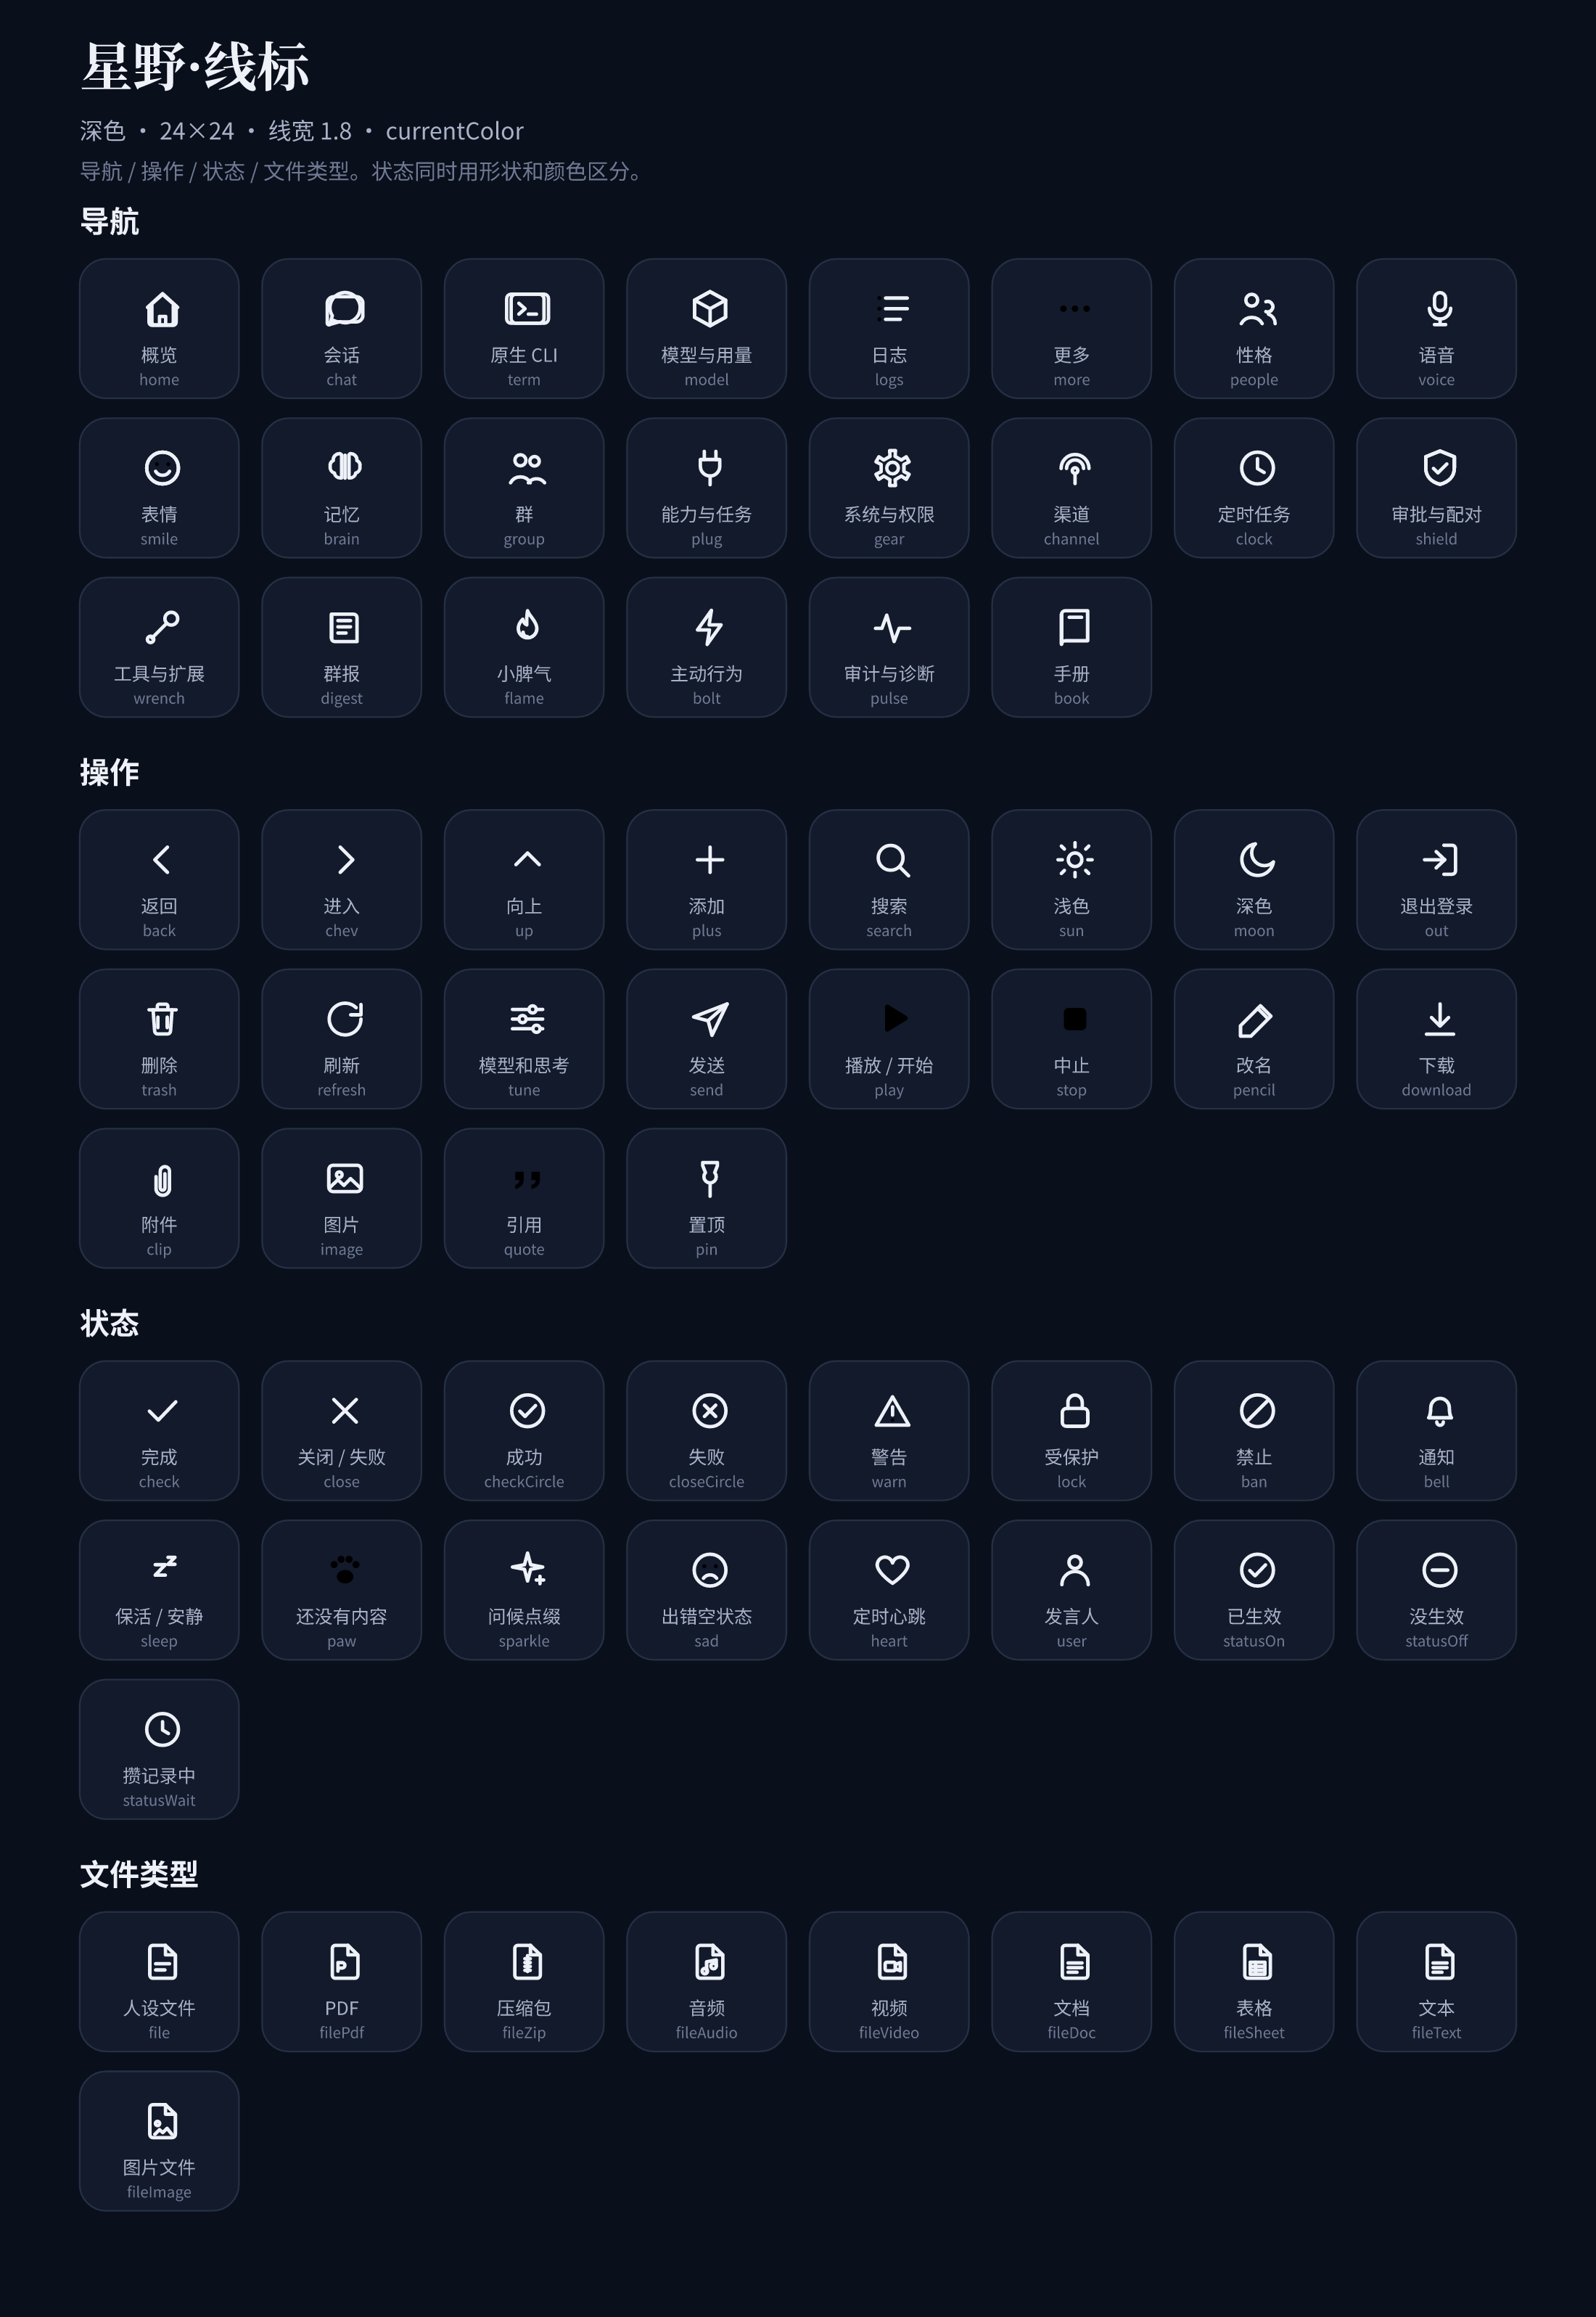 星野·线标
深色 · 24×24 · 线宽 1.8 · currentColor
导航 / 操作 / 状态 / 文件类型。状态同时用形状和颜色区分。
导航
概览 会话 原生 CLI 模型与用量 日志 更多 性格 语音
home chat term model logs more people voice
表情 记忆 群 能力与任务 系统与权限 渠道 定时任务 审批与配对
smile brain group plug gear channel clock shield
工具与扩展 群报 小脾气 主动行为 审计与诊断 手册
wrench digest flame bolt pulse book
操作
返回 进入 向上 添加 搜索 浅色 深色 退出登录
back chev up plus search sun moon out
删除 刷新 模型和思考 发送 播放 / 开始 中止 改名 下载
trash refresh tune send play stop pencil download
附件 图片 引用 置顶
clip image quote pin
状态
完成 关闭 / 失败 成功 失败 警告 受保护 禁止 通知
check close checkCircle closeCircle warn lock ban bell
保活 / 安静 还没有内容 问候点缀 出错空状态 定时心跳 发言人 已生效 没生效
sleep paw sparkle sad heart user statusOn statusOff
攒记录中
statusWait
文件类型
人设文件 PDF 压缩包 音频 视频 文档 表格 文本
file filePdf fileZip fileAudio fileVideo fileDoc fileSheet fileText
图片文件
fileImage